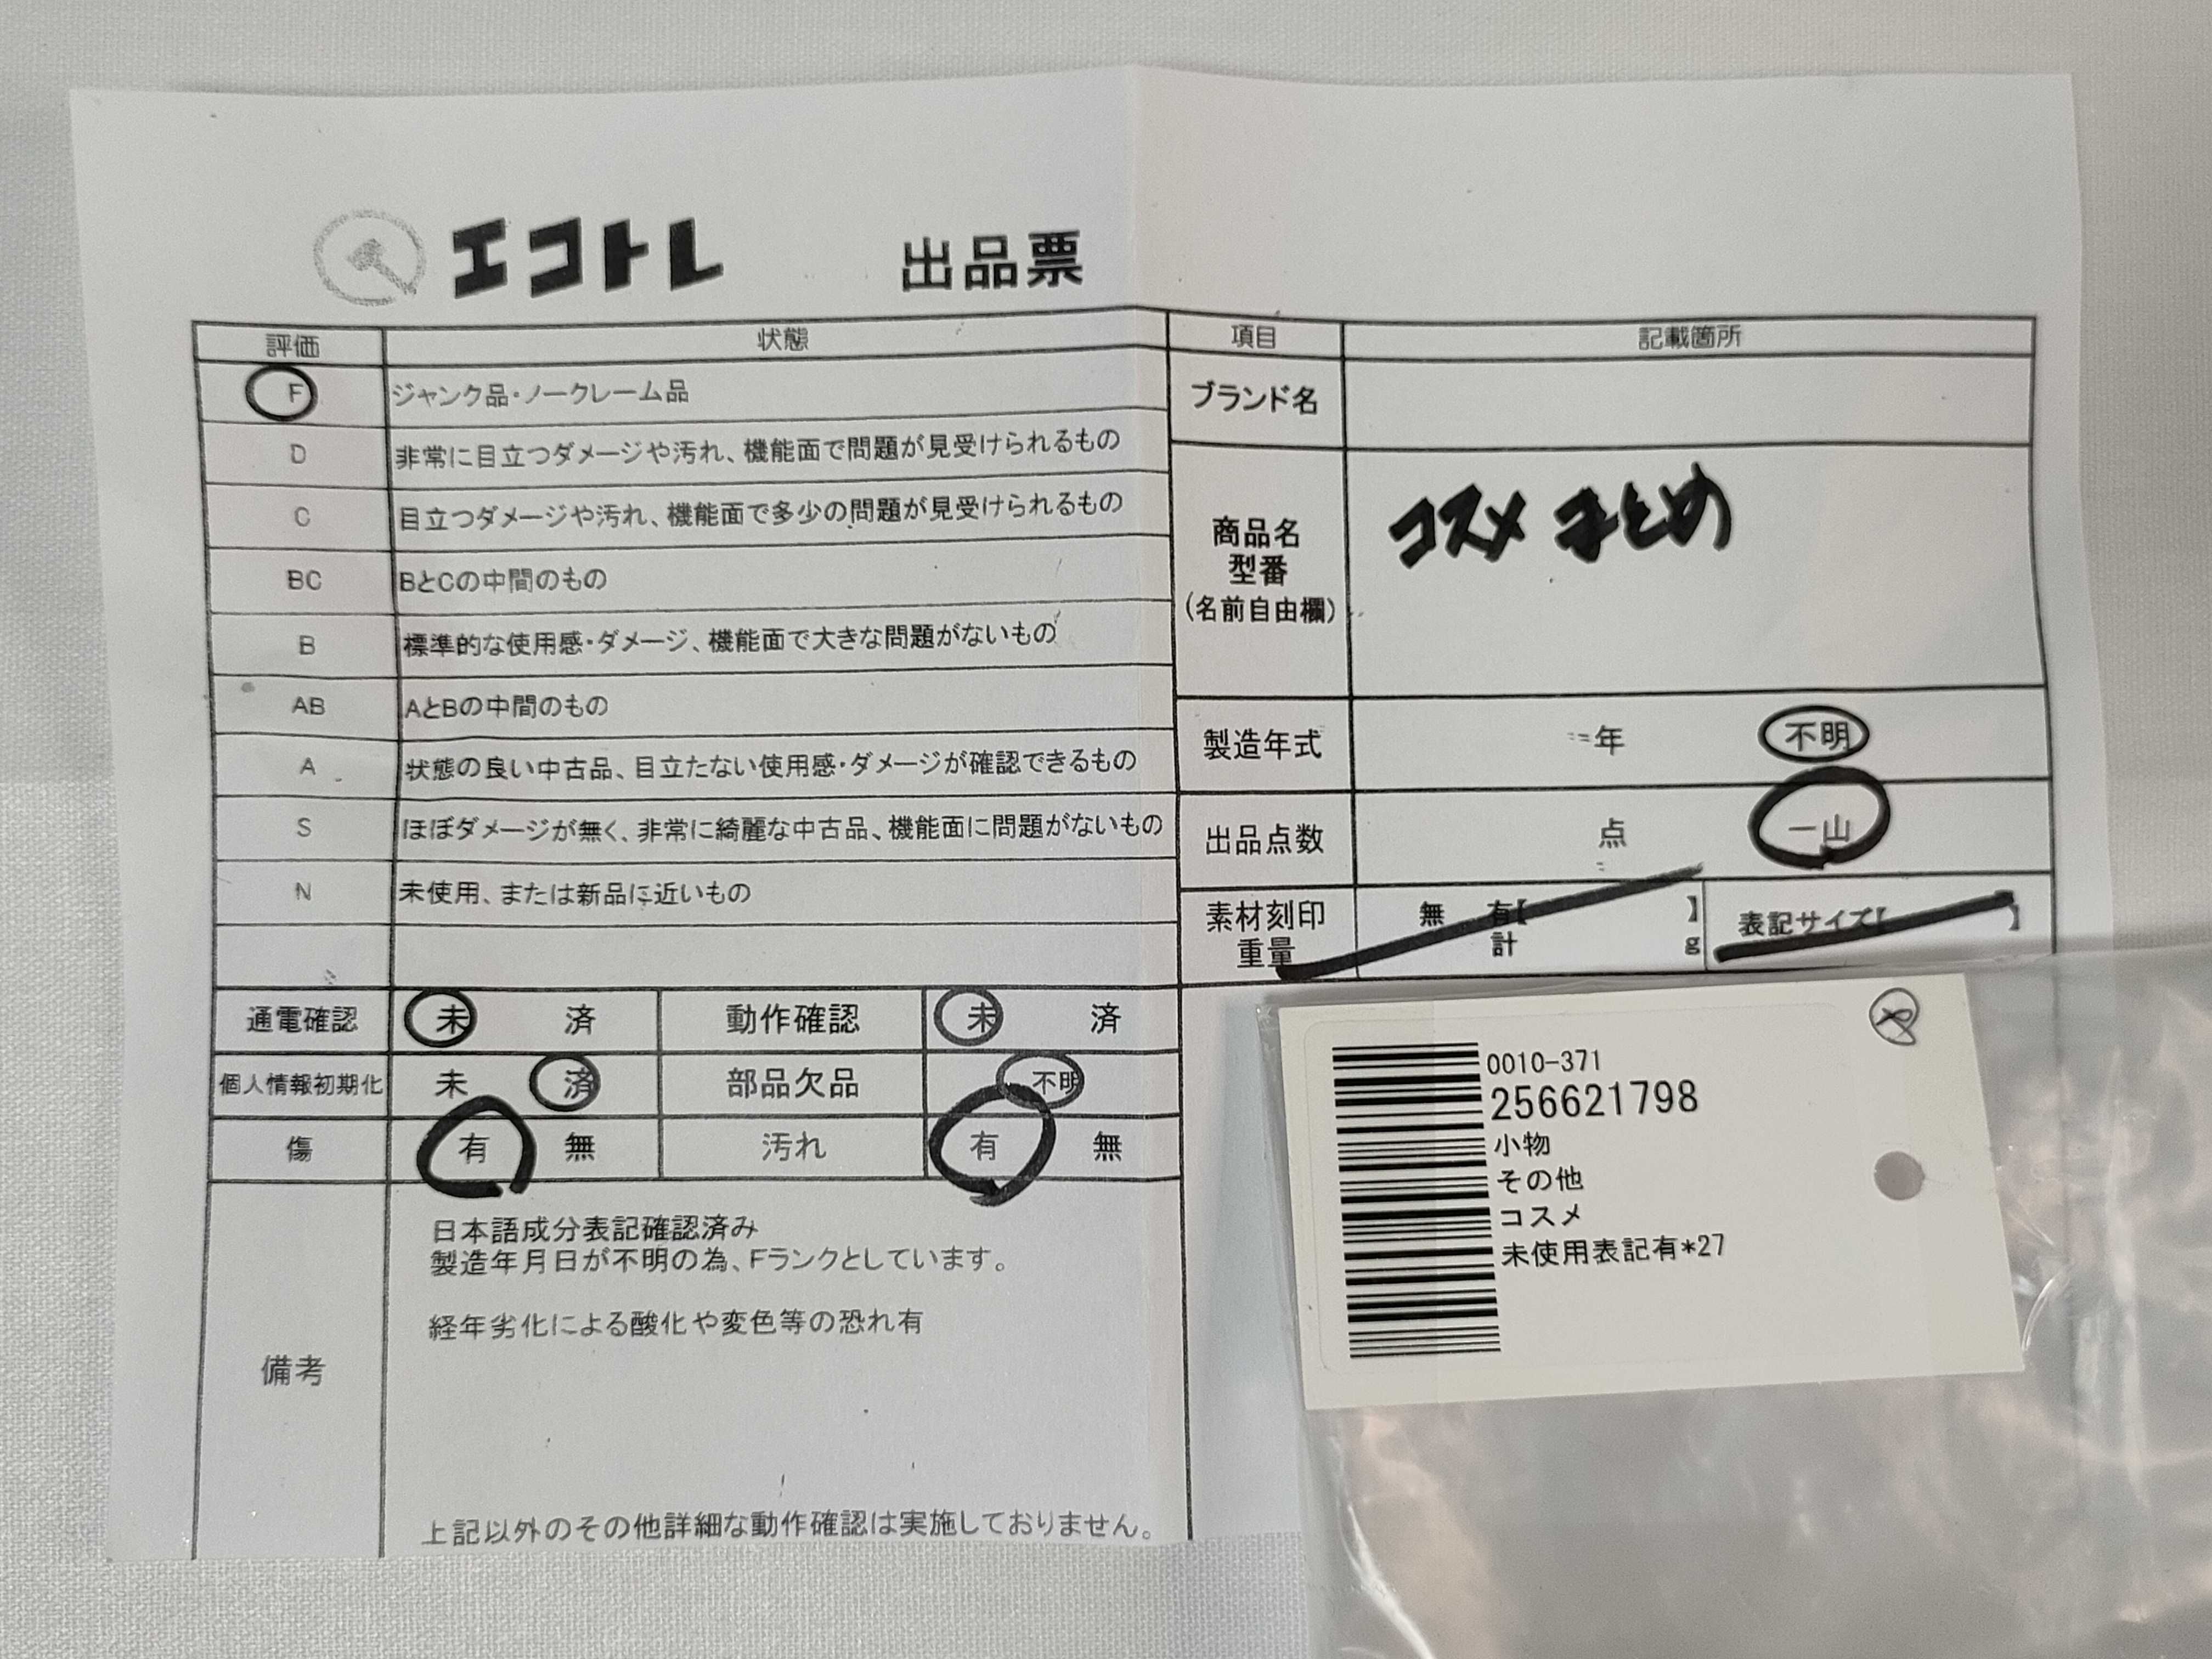 エコトレ 出品票
評価 状態
F ジャンク品・ノークレーム品
D 非常に目立つダメージや汚れ、機能面で問題が見受けられるもの
C 目立つダメージや汚れ、機能面で多少の問題が見受けられるもの
BC BとCの中間のもの
B 標準的な使用感・ダメージ、機能面で大きな問題がないもの
AB AとBの中間のもの
A 状態の良い中古品、目立たない使用感・ダメージが確認できるもの
S ほぼダメージが無く、非常に綺麗な中古品、機能面に問題がないもの
N 未使用、または新品に近いもの
通電確認 未 済 動作確認 未 済
個人情報初期化 未 済 部品欠品 不明
傷 有 無 汚れ 有 無
備考
日本語成分表記確認済み
製造年月日が不明の為、Fランクとしています。
経年劣化による酸化や変色等の恐れ有
上記以外のその他詳細な動作確認は実施しておりません。
項目 記載箇所
ブランド名
商品名
型番
(名前自由欄)
コスメ まとめ
製造年式 年 不明
出品点数 点 一山
素材刻印 無 有【 】 表記サイズ【 】
重量 計 g
0010-371
256621798
小物
その他
コスメ
未使用表記有*27